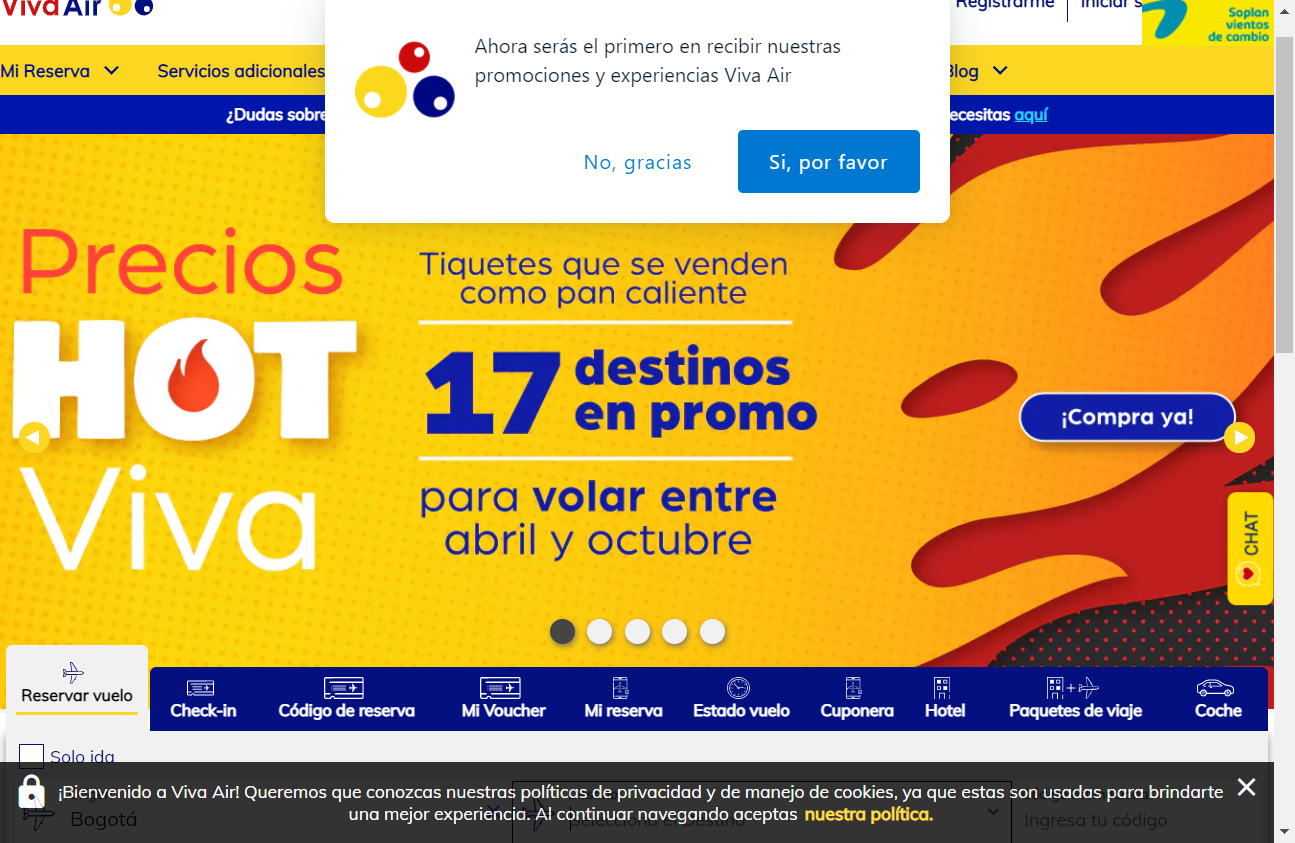 Viva Air
Registrarme
Iniciar s
Soplan
vientos
de cambio
Mi Reserva
Servicios adicionales
Blog
¿Dudas sobre
ecesitas aquí
Ahora serás el primero en recibir nuestras
promociones y experiencias Viva Air
No, gracias
Si, por favor
Precios
HOT
Viva
Tiquetes que se venden
como pan caliente
17 destinos
en promo
para volar entre
abril y octubre
¡Compra ya!
CHAT
Reservar vuelo
Check-in
Código de reserva
Mi Voucher
Mi reserva
Estado vuelo
Cuponera
Hotel
Paquetes de viaje
Coche
Solo ida
¡Bienvenido a Viva Air! Queremos que conozcas nuestras políticas de privacidad y de manejo de cookies, ya que estas son usadas para brindarte
una mejor experiencia. Al continuar navegando aceptas nuestra política.
Bogotá
Selecciona el Destino
Ingresa tu código